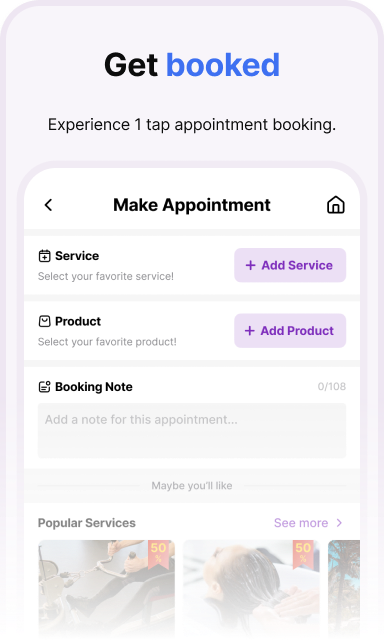 Get booked
Experience 1 tap appointment booking.
Make Appointment
Service
Select your favorite service!
+ Add Service
Product
Select your favorite product!
+ Add Product
Booking Note
0/108
Add a note for this appointment...
Maybe you'll like
Popular Services
See more
50
%
50
%